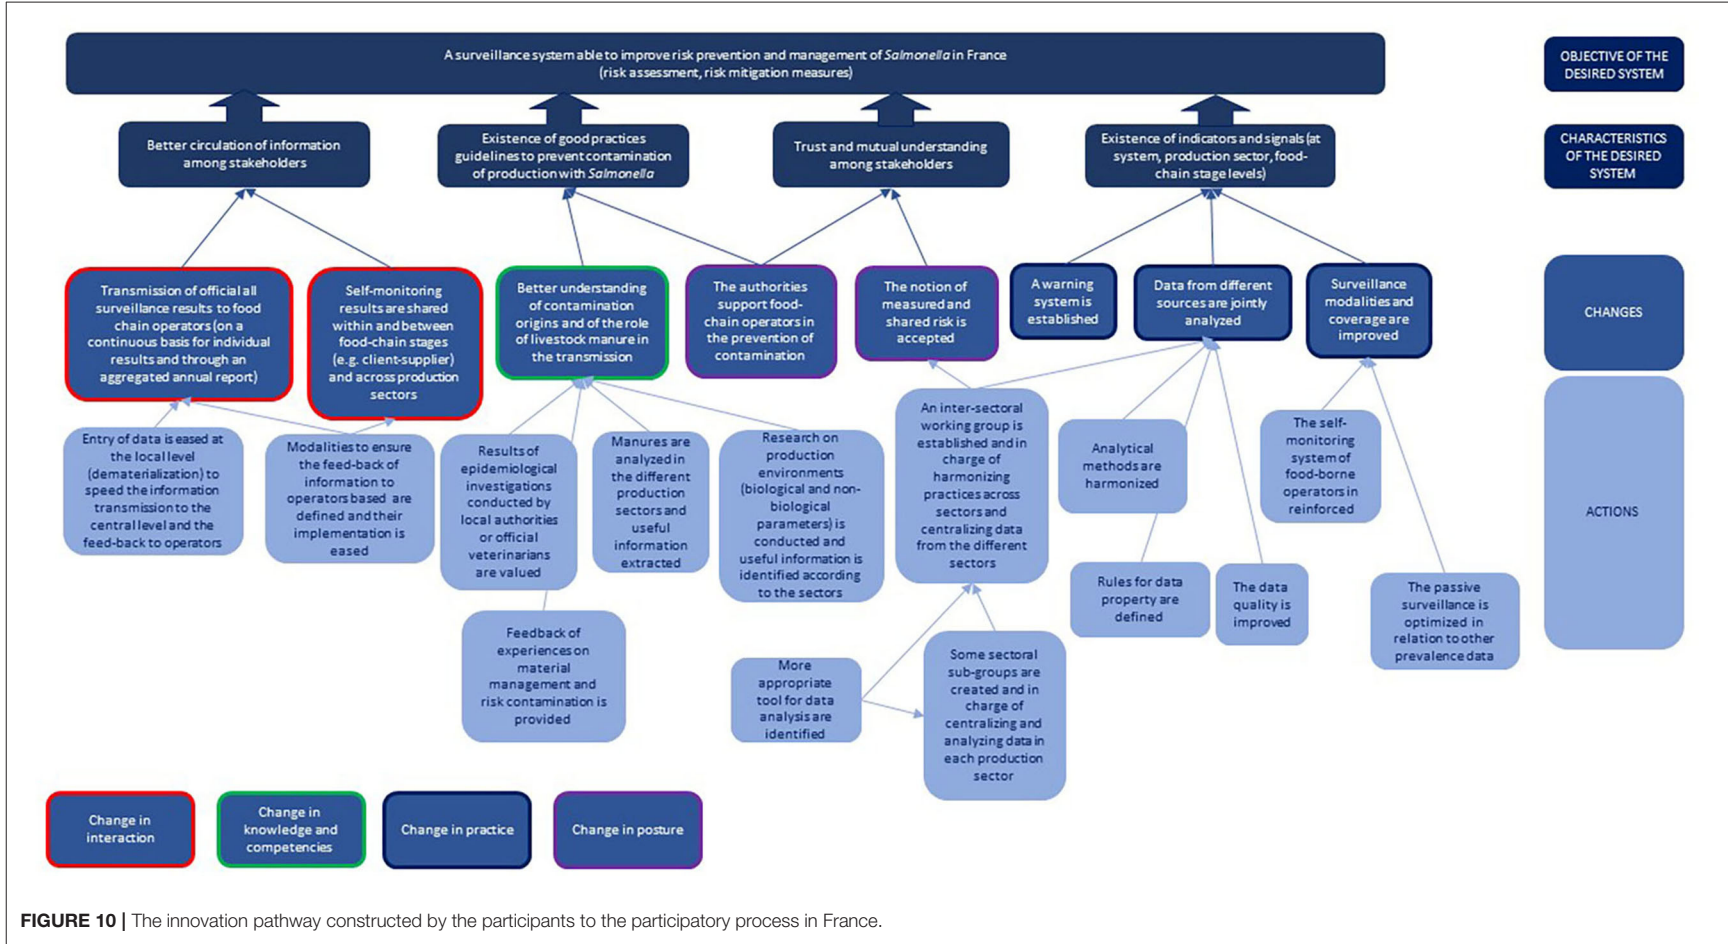 A surveillance system able to improve risk prevention and management of Salmonella in France
(risk assessment, risk mitigation measures)
OBJECTIVE OF THE
DESIRED SYSTEM
Better circulation of information
among stakeholders
Existence of good practices
guidelines to prevent contamination
of production with Salmonella
Trust and mutual understanding
among stakeholders
Existence of indicators and signals (at
system, production sector, food-
chain stage levels)
CHARACTERISTICS
OF THE DESIRED
SYSTEM
Transmission of official all
surveillance results to food
chain operators (on a
continuous basis for individual
results and through an
aggregated annual report)
Self-monitoring
results are shared
within and between
food-chain stages
(e.g. client-supplier)
and across production
sectors
Better understanding
of contamination
origins and of the role
of livestock manure in
the transmission
The authorities
support food-
chain operators in
the prevention of
contamination
The notion of
measured and
shared risk is
accepted
A warning
system is
established
Data from different
sources are jointly
analyzed
Surveillance
modalities and
coverage are
improved
CHANGES
Entry of data is eased at
the local level
(dematerialization) to
speed the information
transmission to the
central level and the
feed-back to operators
Modalities to ensure
the feed-back of
information to
operators based are
defined and their
implementation is
eased
Results of
epidemiological
investigations
conducted by
local authorities
or official
veterinarians
are valued
Manures are
analyzed in
the different
production
sectors and
useful
information
extracted
Research on
production
environments
(biological and non-
biological
parameters) is
conducted and
useful information is
identified according
to the sectors
An inter-sectoral
working group is
established and in
charge of
harmonizing
practices across
sectors and
centralizing data
from the different
sectors
Analytical
methods are
harmonized
The self-
monitoring
system of
food-borne
operators in
reinforced
ACTIONS
Feedback of
experiences on
material
management and
risk contamination is
provided
More
appropriate
tool for data
analysis are
identified
Some sectoral
sub-groups are
created and in
charge of
centralizing and
analyzing data in
each production
sector
Rules for data
property are
defined
The data
quality is
improved
The passive
surveillance is
optimized in
relation to other
prevalence data
Change in
interaction
Change in
knowledge and
competencies
Change in practice
Change in posture
FIGURE 10 | The innovation pathway constructed by the participants to the participatory process in France.